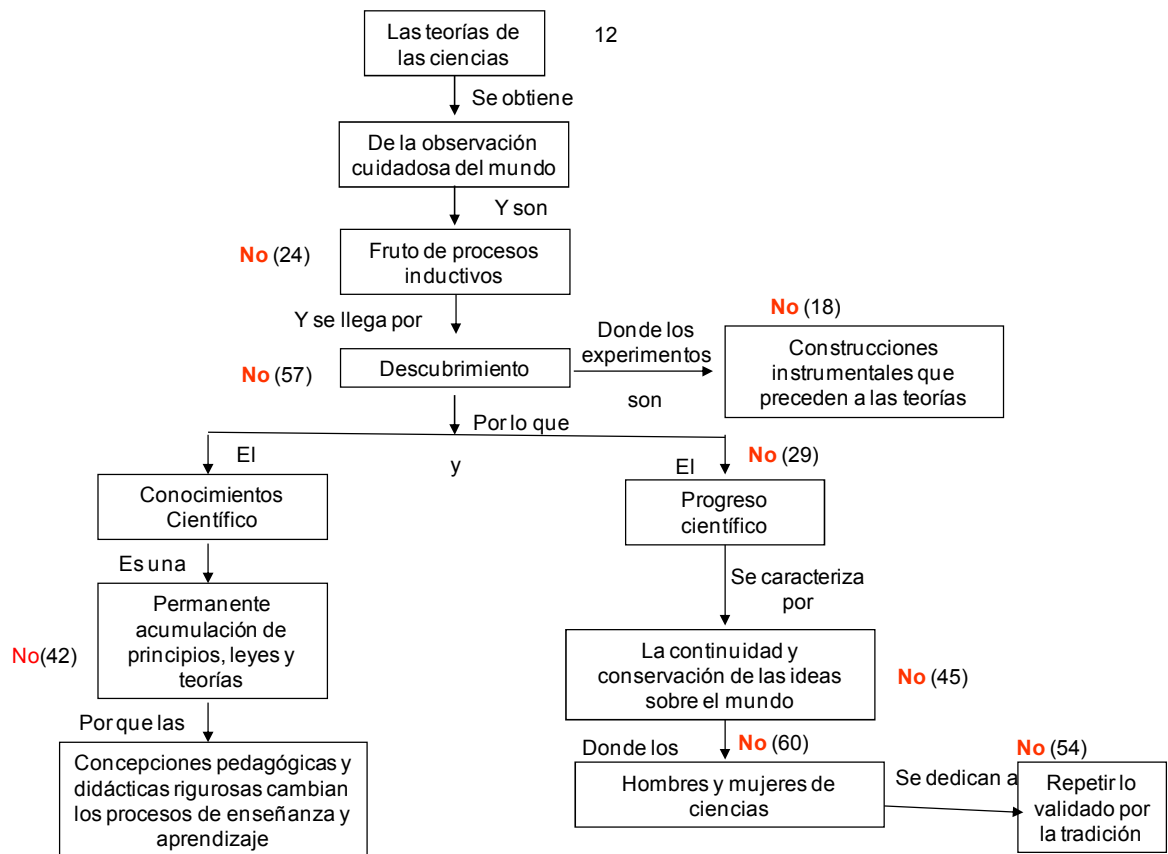 Las teorías de
las ciencias
12
Se obtiene
De la observación
cuidadosa del mundo
Y son
No (24)
Fruto de procesos
inductivos
Y se llega por
No (57)
Descubrimiento
Donde los
experimentos
son
No (18)
Construcciones
instrumentales que
preceden a las teorías
Por lo que
El
y
El
No (29)
Conocimientos
Científico
Es una
No(42)
Permanente
acumulación de
principios, leyes y
teorías
Por que las
Concepciones pedagógicas y
didácticas rigurosas cambian
los procesos de enseñanza y
aprendizaje
Progreso
científico
Se caracteriza
por
La continuidad y
conservación de las ideas
sobre el mundo
No (45)
Donde los
No (60)
Hombres y mujeres de
ciencias
Se dedican a
No (54)
Repetir lo
validado por
la tradición